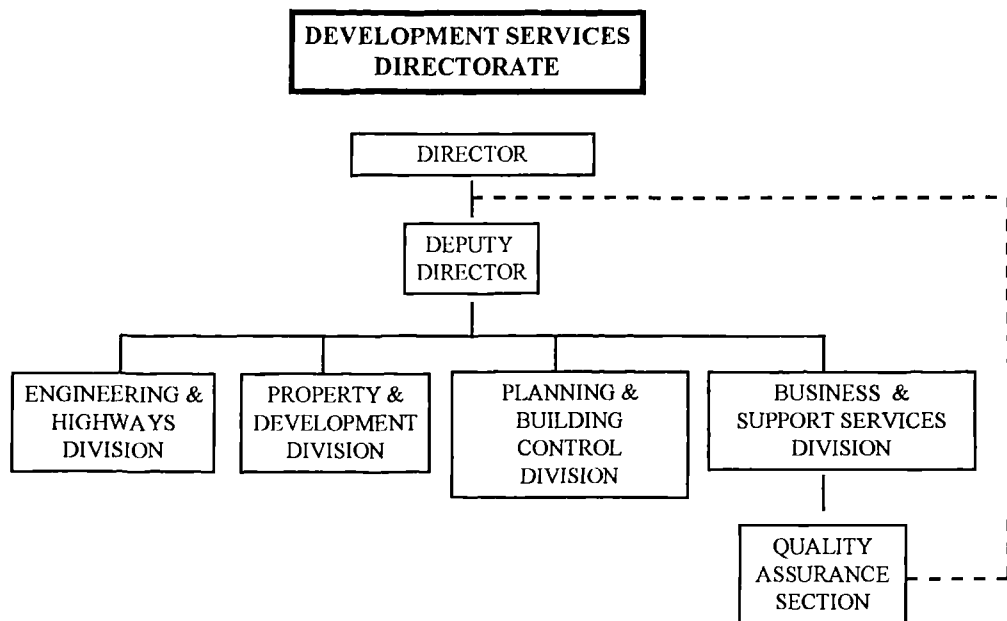 DEVELOPMENT SERVICES
DIRECTORATE
DIRECTOR
DEPUTY
DIRECTOR
ENGINEERING &
HIGHWAYS
DIVISION
PROPERTY &
DEVELOPMENT
DIVISION
PLANNING &
BUILDING
CONTROL
DIVISION
BUSINESS &
SUPPORT SERVICES
DIVISION
QUALITY
ASSURANCE
SECTION